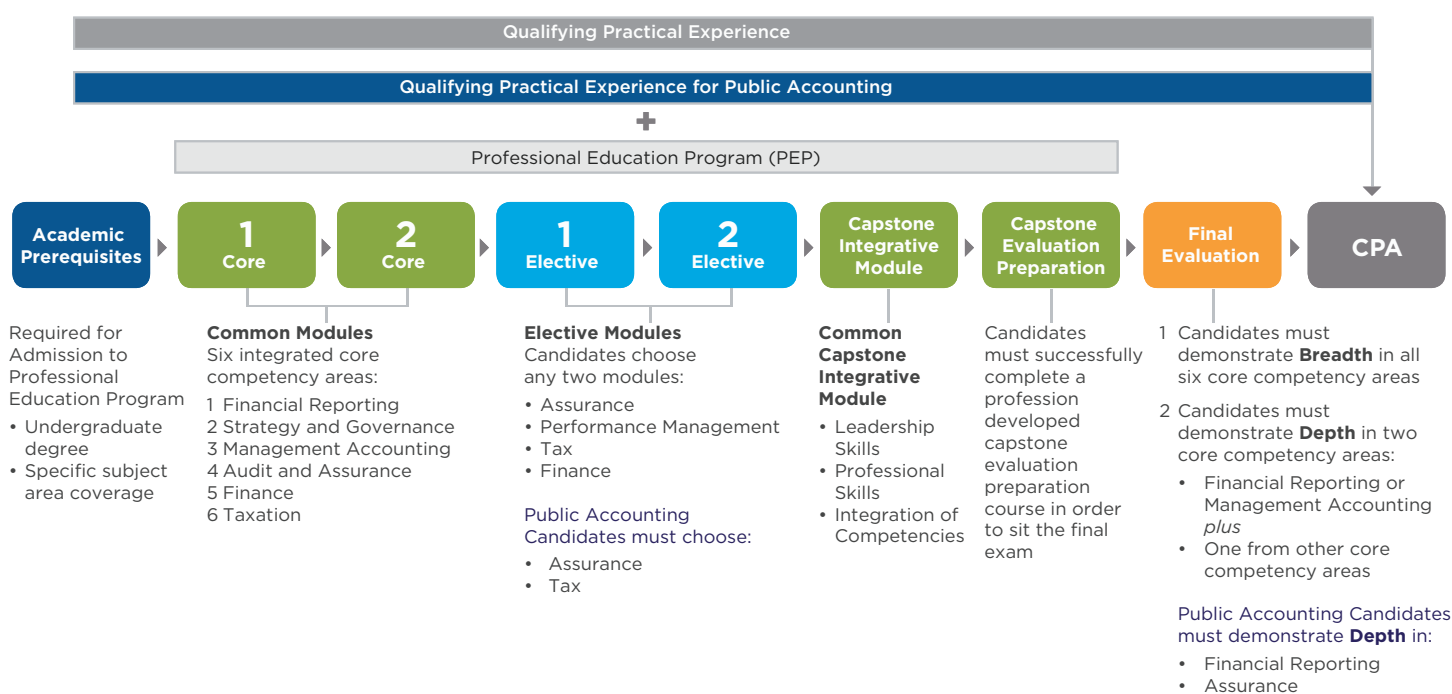 Qualifying Practical Experience
Qualifying Practical Experience for Public Accounting
+
Professional Education Program (PEP)
Academic
Prerequisites
1
Core
2
Core
1
Elective
2
Elective
Capstone
Integrative
Module
Capstone
Evaluation
Preparation
Final
Evaluation
CPA
Required for
Admission to
Professional
Education Program
• Undergraduate
degree
• Specific subject
area coverage
Common Modules
Six integrated core
competency areas:
1 Financial Reporting
2 Strategy and Governance
3 Management Accounting
4 Audit and Assurance
5 Finance
6 Taxation
Elective Modules
Candidates choose
any two modules:
• Assurance
• Performance Management
• Tax
• Finance
Public Accounting
Candidates must choose:
• Assurance
• Tax
Common
Capstone
Integrative
Module
• Leadership
Skills
• Professional
Skills
• Integration of
Competencies
Candidates
must successfully
complete a
profession
developed
capstone
evaluation
preparation
course in order
to sit the final
exam
1 Candidates must
demonstrate Breadth in all
six core competency areas
2 Candidates must
demonstrate Depth in two
core competency areas:
• Financial Reporting or
Management Accounting
plus
• One from other core
competency areas
Public Accounting Candidates
must demonstrate Depth in:
• Financial Reporting
• Assurance